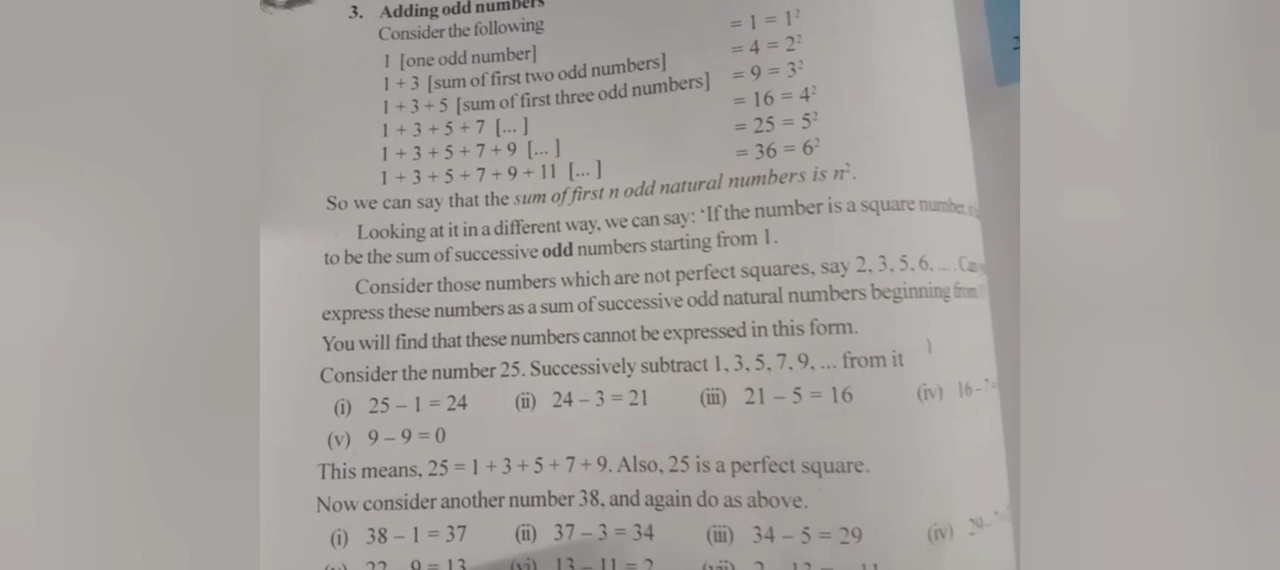 3. Adding odd numbers
Consider the following
1 [one odd number] = 1 = 1²
1 + 3 [sum of first two odd numbers] = 4 = 2²
1 + 3 + 5 [sum of first three odd numbers] = 9 = 3²
1 + 3 + 5 + 7 [... ] = 16 = 4²
1 + 3 + 5 + 7 + 9 [... ] = 25 = 5²
1 + 3 + 5 + 7 + 9 + 11 [... ] = 36 = 6²
So we can say that the sum of first n odd natural numbers is n².
Looking at it in a different way, we can say: ‘If the number is a square number,
to be the sum of successive odd numbers starting from 1.
Consider those numbers which are not perfect squares, say 2, 3, 5, 6, ....
express these numbers as a sum of successive odd natural numbers beginning from
You will find that these numbers cannot be expressed in this form.
Consider the number 25. Successively subtract 1, 3, 5, 7, 9, ... from it
(i) 25 – 1 = 24 (ii) 24 – 3 = 21 (iii) 21 – 5 = 16 (iv) 16 – 7 =
(v) 9 – 9 = 0
This means, 25 = 1 + 3 + 5 + 7 + 9. Also, 25 is a perfect square.
Now consider another number 38, and again do as above.
(i) 38 – 1 = 37 (ii) 37 – 3 = 34 (iii) 34 – 5 = 29 (iv) 29 –
22 9 = 13 (vi) 13 – 11 = 2